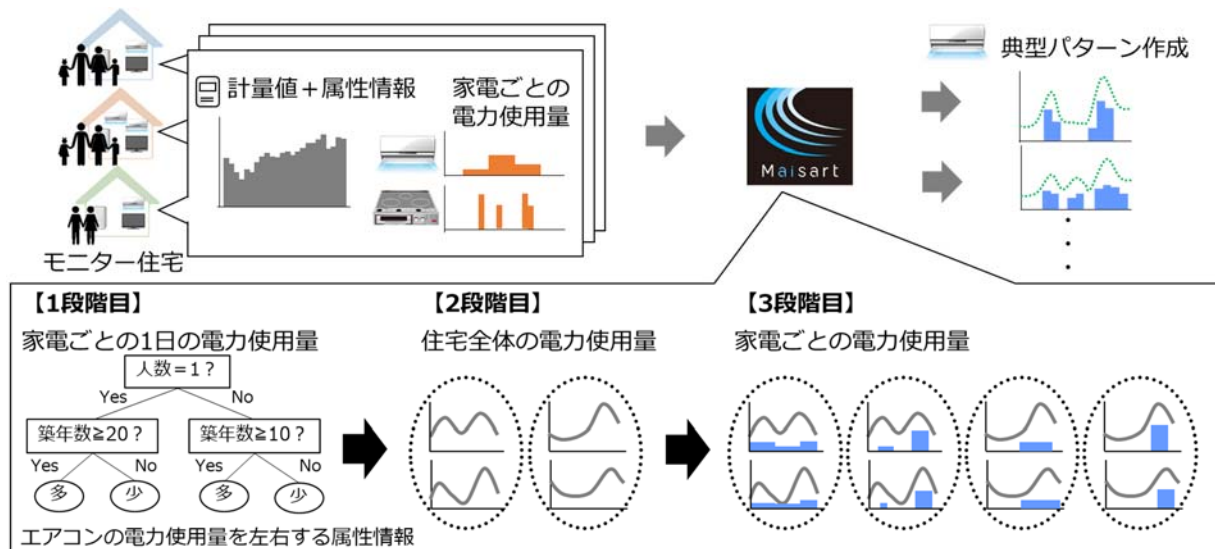 計量値+属性情報
家電ごとの
電力使用量
モニター住宅
Maisart
典型パターン作成
【1段階目】
家電ごとの1日の電力使用量
人数=1?
Yes
No
築年数≧20?
築年数≧10?
Yes
No
Yes
No
多
少
多
少
エアコンの電力使用量を左右する属性情報
【2段階目】
住宅全体の電力使用量
【3段階目】
家電ごとの電力使用量